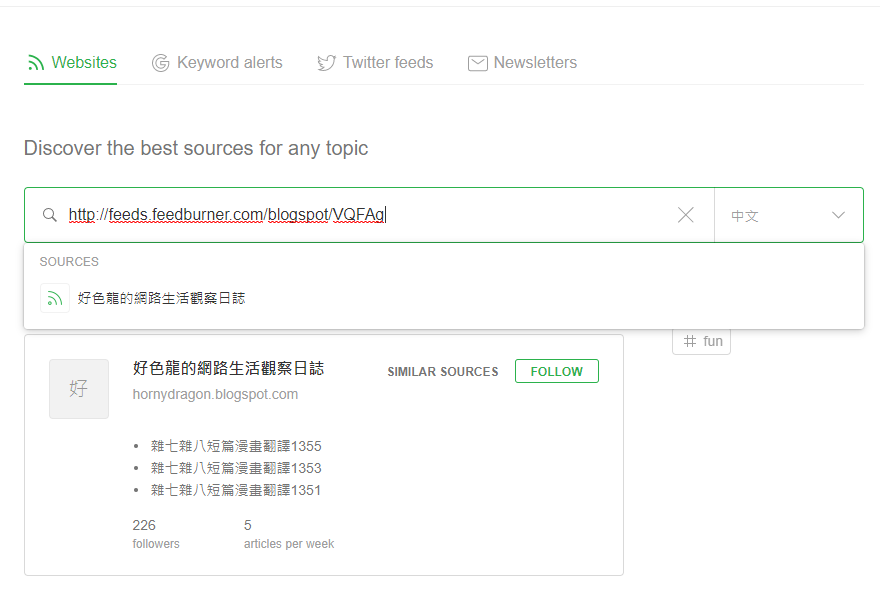 Websites Keyword alerts Twitter feeds Newsletters
Discover the best sources for any topic
http://feeds.feedburner.com/blogspot/VQFAg 中文
SOURCES
好色龍的網路生活觀察日誌
# fun
好 好色龍的網路生活觀察日誌 SIMILAR SOURCES FOLLOW
hornydragon.blogspot.com
• 雜七雜八短篇漫畫翻譯1355
• 雜七雜八短篇漫畫翻譯1353
• 雜七雜八短篇漫畫翻譯1351
226 5
followers articles per week